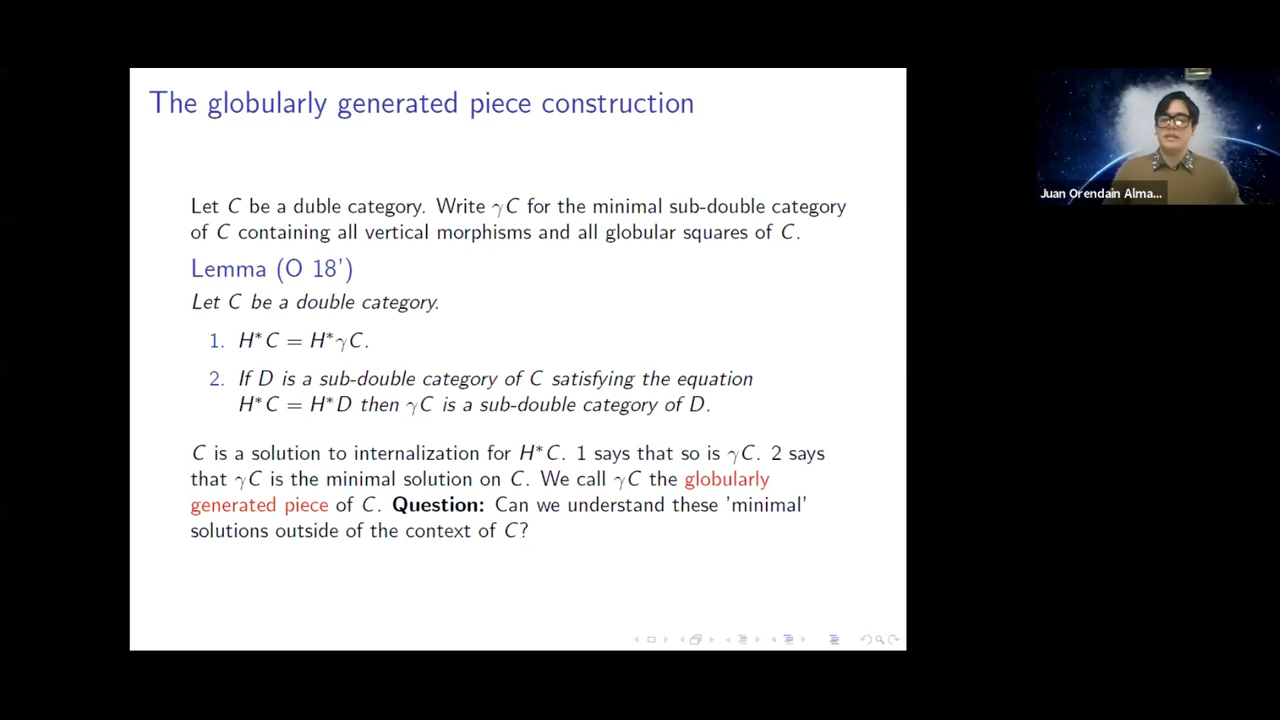 The globularly generated piece construction
Let C be a duble category. Write γC for the minimal sub-double category
of C containing all vertical morphisms and all globular squares of C.
Lemma (O 18')
Let C be a double category.
1. H*C = H*γC.
2. If D is a sub-double category of C satisfying the equation
H*C = H*D then γC is a sub-double category of D.
C is a solution to internalization for H*C. 1 says that so is γC. 2 says
that γC is the minimal solution on C. We call γC the globularly
generated piece of C. Question: Can we understand these 'minimal'
solutions outside of the context of C?
Juan Orendain Alma...